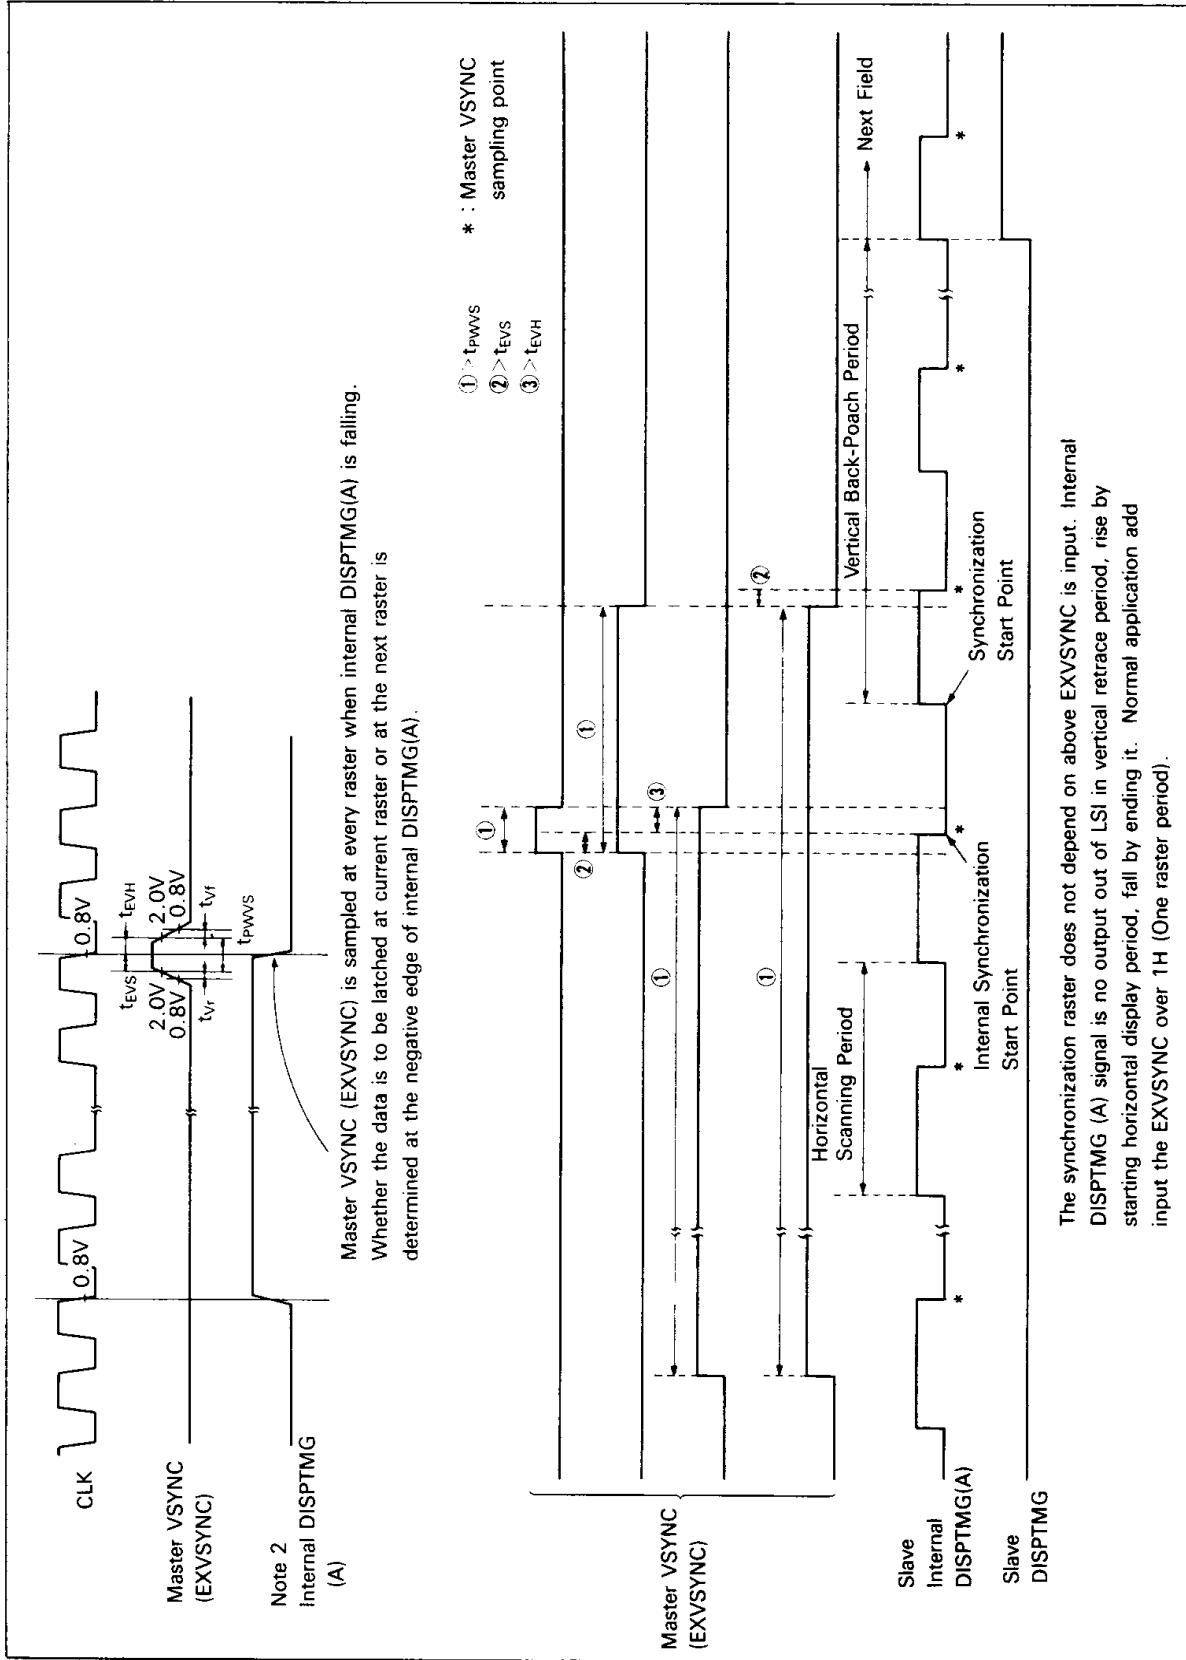 CLK
0.8V
0.8V
Master VSYNC
(EXVSYNC)
tEVS
tEVH
2.0V
0.8V
2.0V
0.8V
tVr
tVf
tPWVS
Note 2
Internal DISPTMG
(A)
Master VSYNC (EXVSYNC) is sampled at every raster when internal DISPTMG(A) is falling.
Whether the data is to be latched at current raster or at the next raster is
determined at the negative edge of internal DISPTMG(A).
①>tPWVS
②>tEVS
③>tEVH
* : Master VSYNC
sampling point
Master VSYNC
(EXVSYNC)
①
②
①
①
③
①
②
Horizontal
Scanning Period
Vertical Back-Poach Period
Next Field
Slave
Internal
DISPTMG(A)
* * * * * *
Internal Synchronization
Start Point
Synchronization
Start Point
Slave
DISPTMG
The synchronization raster does not depend on above EXVSYNC is input. Internal
DISPTMG (A) signal is no output out of LSI in vertical retrace period, rise by
starting horizontal display period, fall by ending it. Normal application add
input the EXVSYNC over 1H (One raster period).